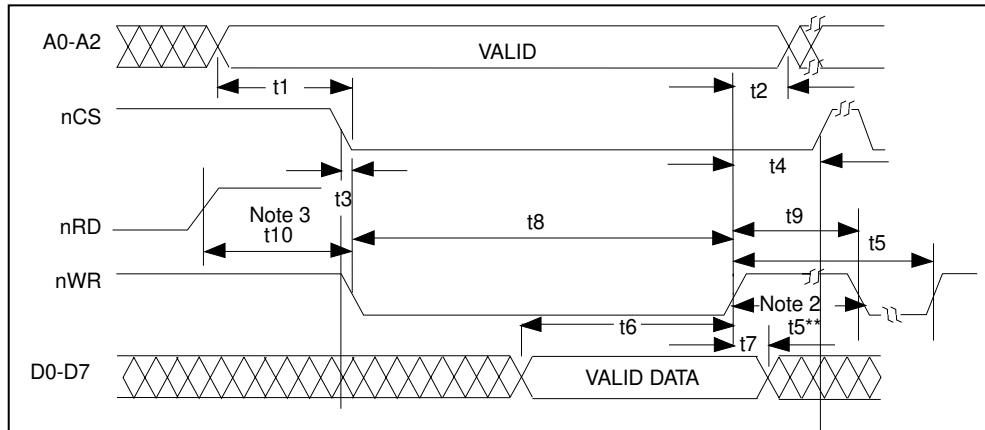 A0-A2
VALID
t1
t2
nCS
t4
t3
nRD
Note 3
t10
t8
t9
t5
nWR
Note 2
t6
t5**
t7
D0-D7
VALID DATA